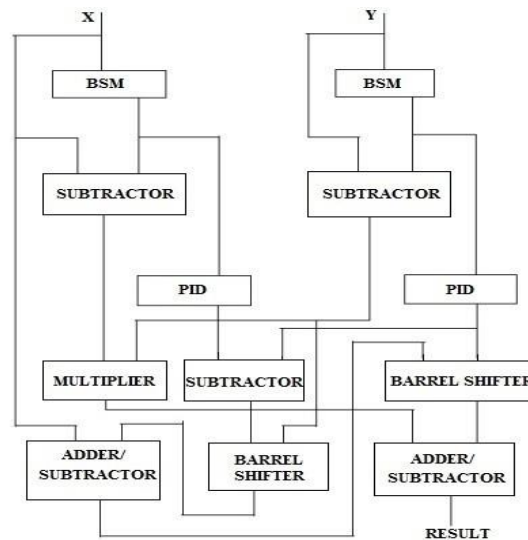 X
Y
BSM
BSM
SUBTRACTOR
SUBTRACTOR
PID
PID
MULTIPLIER
SUBTRACTOR
BARREL SHIFTER
ADDER/
SUBTRACTOR
BARREL
SHIFTER
ADDER/
SUBTRACTOR
RESULT